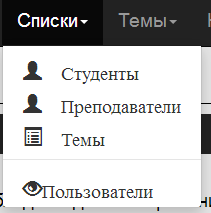 Списки Темы
Студенты
Преподаватели
Темы
Пользователи